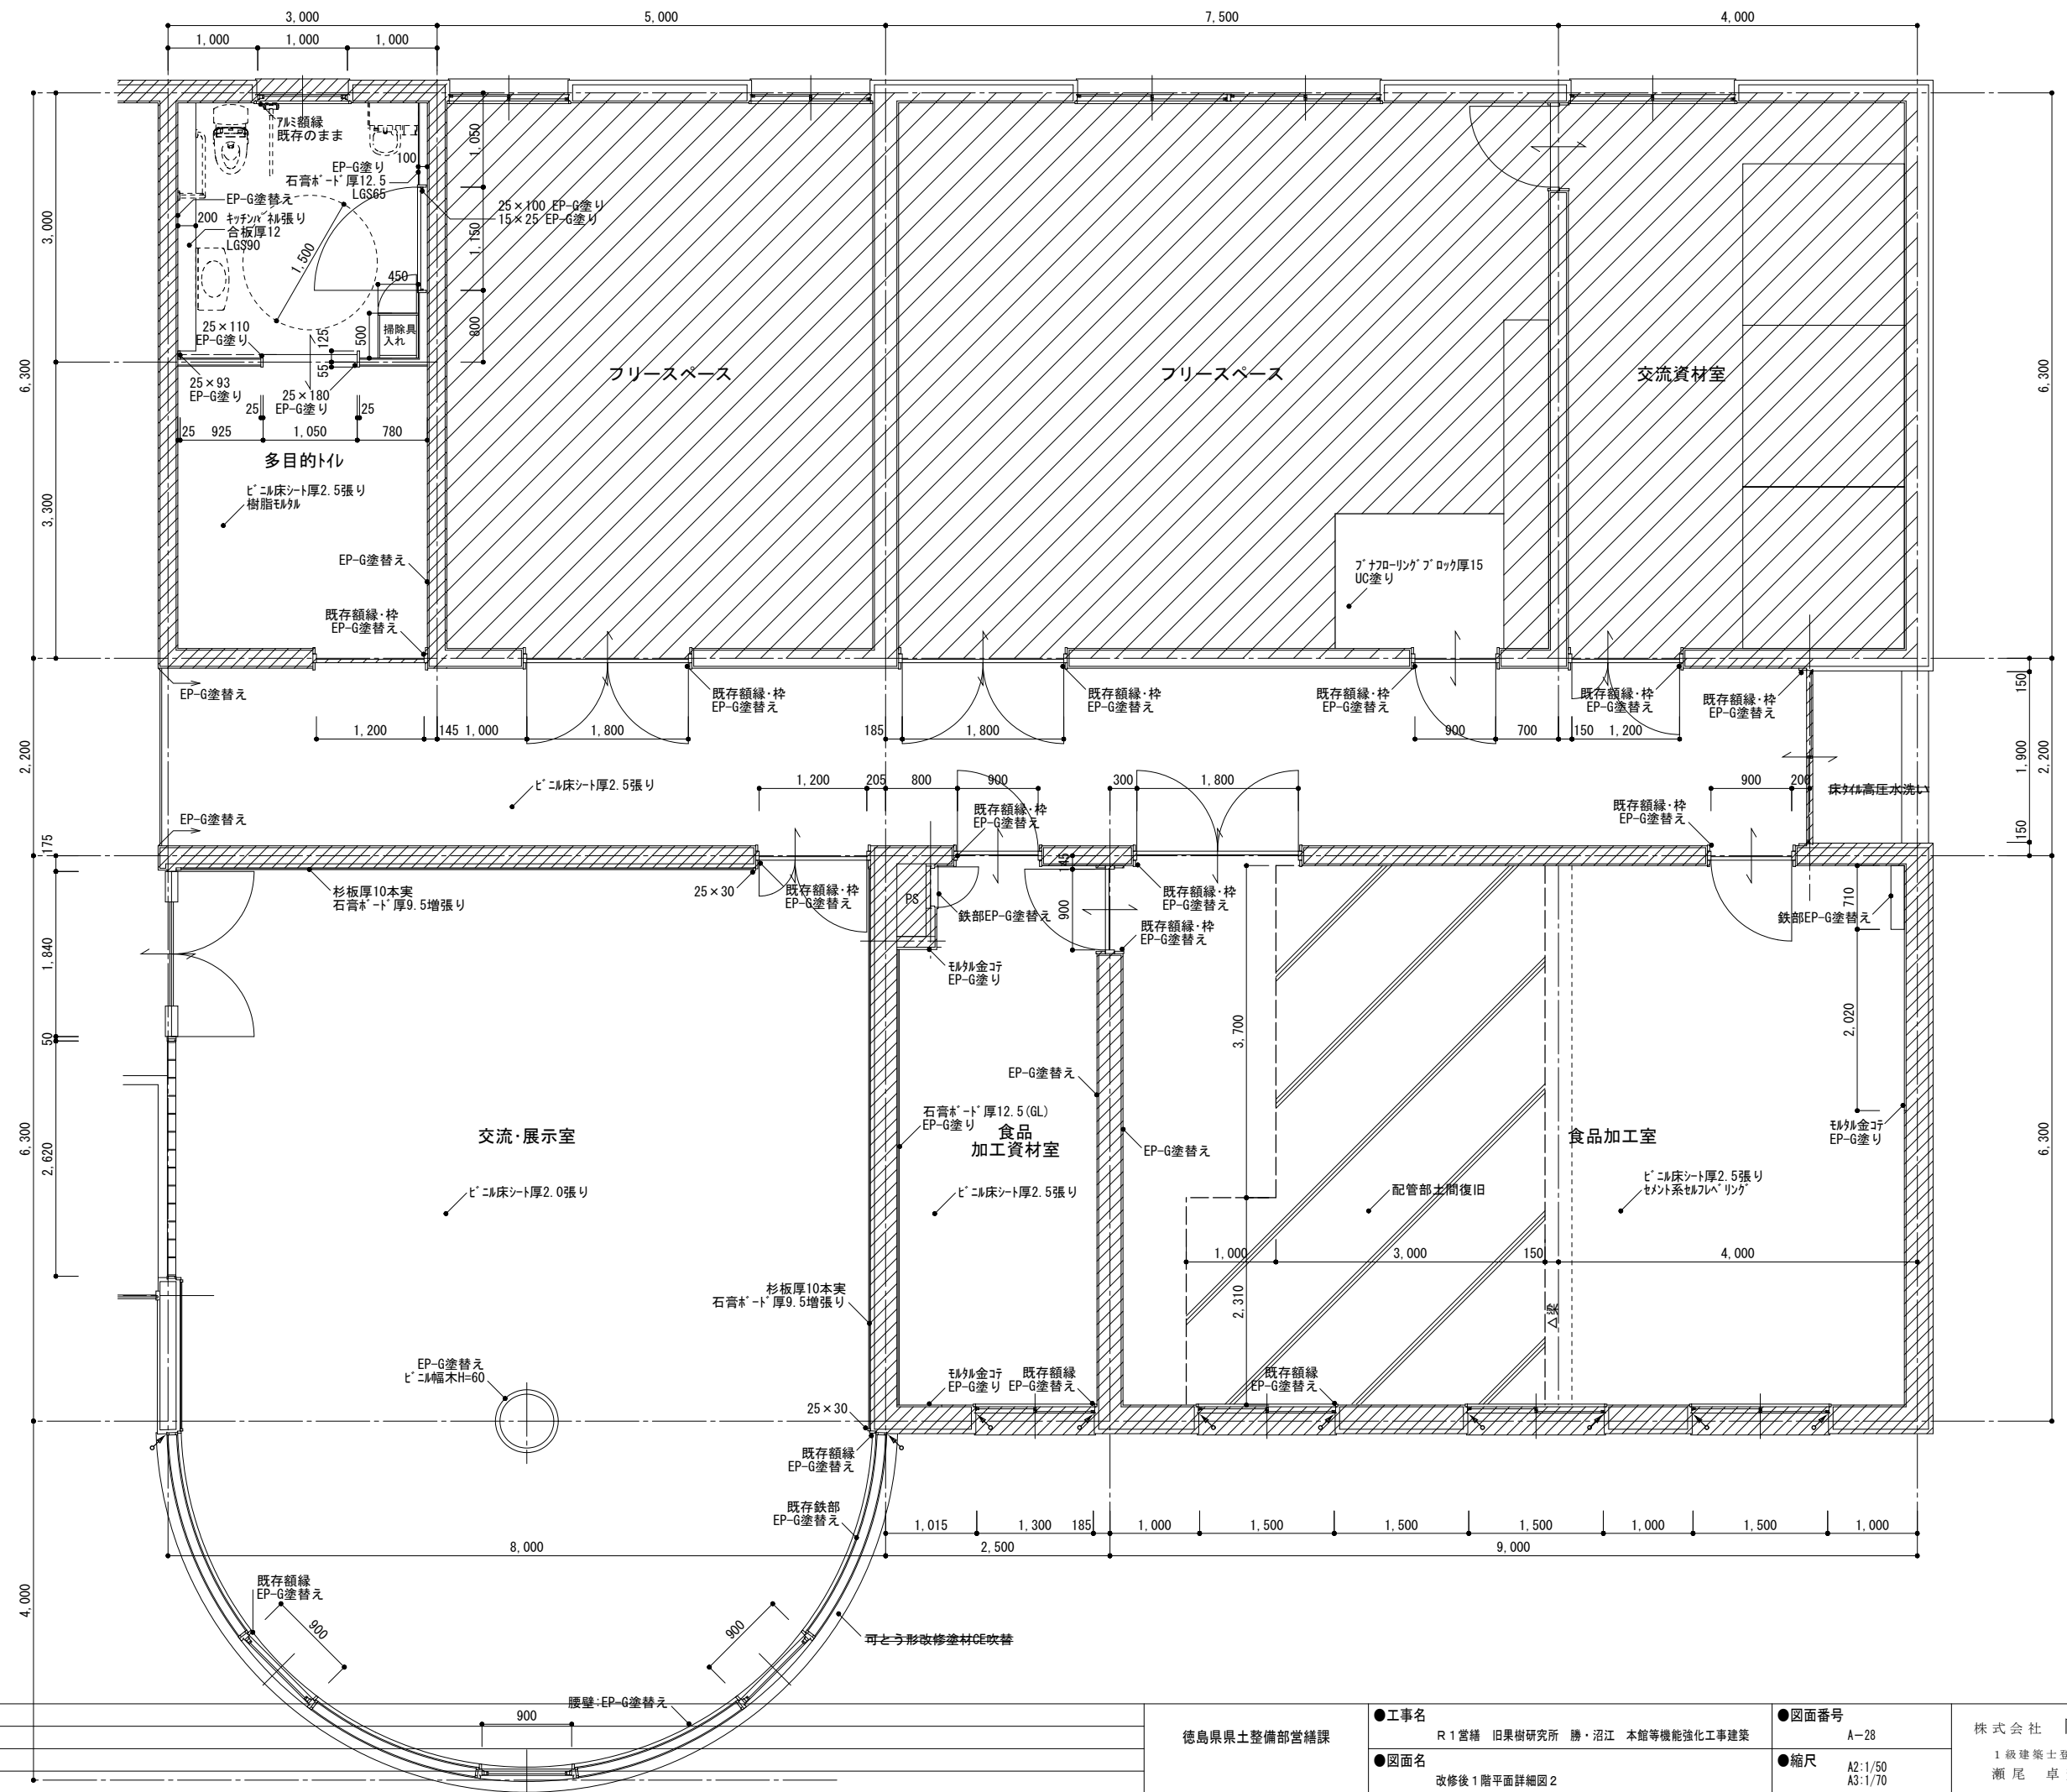 3,000
5,000
7,500
4,000
1,000
1,000
1,000
ｱﾙﾐ額縁
既存のまま
EP-G塗り
石膏ﾎﾞｰﾄﾞ厚12.5
LGS65
100
1,050
EP-G塗替え
200
ｷｯﾁﾝﾊﾟﾈﾙ張り
合板厚12
LGS90
25×100 EP-G塗り
15×25 EP-G塗り
1,150
1,500
450
3,000
25×110
EP-G塗り
125
500
掃除具
入れ
800
55
6,300
フリースペース
フリースペース
交流資材室
6,300
25×93
EP-G塗り
25×180
EP-G塗り
25
25
25
925
1,050
780
多目的ﾄｲﾚ
ﾋﾞﾆﾙ床ｼｰﾄ厚2.5張り
樹脂ﾓﾙﾀﾙ
3,300
EP-G塗替え
ﾌﾞﾅﾌﾛｰﾘﾝｸﾞﾌﾞﾛｯｸ厚15
UC塗り
既存額縁・枠
EP-G塗替え
EP-G塗替え
既存額縁・枠
EP-G塗替え
既存額縁・枠
EP-G塗替え
既存額縁・枠
EP-G塗替え
既存額縁・枠
EP-G塗替え
既存額縁・枠
EP-G塗替え
150
1,200
145
1,000
1,800
185
1,800
900
700
150
1,200
2,200
1,900
2,200
ﾋﾞﾆﾙ床ｼｰﾄ厚2.5張り
1,200
205
800
900
300
1,800
900
200
床ﾀｲﾙ高圧水洗い
EP-G塗替え
既存額縁・枠
EP-G塗替え
既存額縁・枠
EP-G塗替え
150
175
杉板厚10本実
石膏ﾎﾞｰﾄﾞ厚9.5増張り
25×30
既存額縁・枠
EP-G塗替え
PS
鉄部EP-G塗替え
145
900
既存額縁・枠
EP-G塗替え
既存額縁・枠
EP-G塗替え
710
鉄部EP-G塗替え
1,840
ﾓﾙﾀﾙ金ｺﾃ
EP-G塗り
50
3,700
2,020
EP-G塗替え
石膏ﾎﾞｰﾄﾞ厚12.5(GL)
EP-G塗り
6,300
2,620
交流・展示室
食品
加工資材室
EP-G塗替え
食品加工室
ﾓﾙﾀﾙ金ｺﾃ
EP-G塗り
6,300
ﾋﾞﾆﾙ床ｼｰﾄ厚2.0張り
ﾋﾞﾆﾙ床ｼｰﾄ厚2.5張り
配管部土間復旧
ﾋﾞﾆﾙ床ｼｰﾄ厚2.5張り
ｾﾒﾝﾄ系ｾﾙﾌﾚﾍﾞﾘﾝｸﾞ
1,000
3,000
150
4,000
杉板厚10本実
石膏ﾎﾞｰﾄﾞ厚9.5増張り
2,310
△梁
EP-G塗替え
ﾋﾞﾆﾙ幅木H=60
ﾓﾙﾀﾙ金ｺﾃ
EP-G塗り
既存額縁
EP-G塗替え
既存額縁
EP-G塗替え
25×30
既存額縁
EP-G塗替え
既存鉄部
EP-G塗替え
1,015
1,300
185
1,000
1,500
1,500
1,500
1,000
1,500
1,000
8,000
2,500
9,000
既存額縁
EP-G塗替え
4,000
900
900
可とう形改修塗材CE吹替
腰壁:EP-G塗替え
900
徳島県県土整備部営繕課
●工事名
R1営繕 旧果樹研究所 勝・沼江 本館等機能強化工事建築
●図面番号
A-28
●図面名
改修後1階平面詳細図2
●縮尺
A2:1/50
A3:1/70
株式会社
1級建築士登
瀬尾 卓